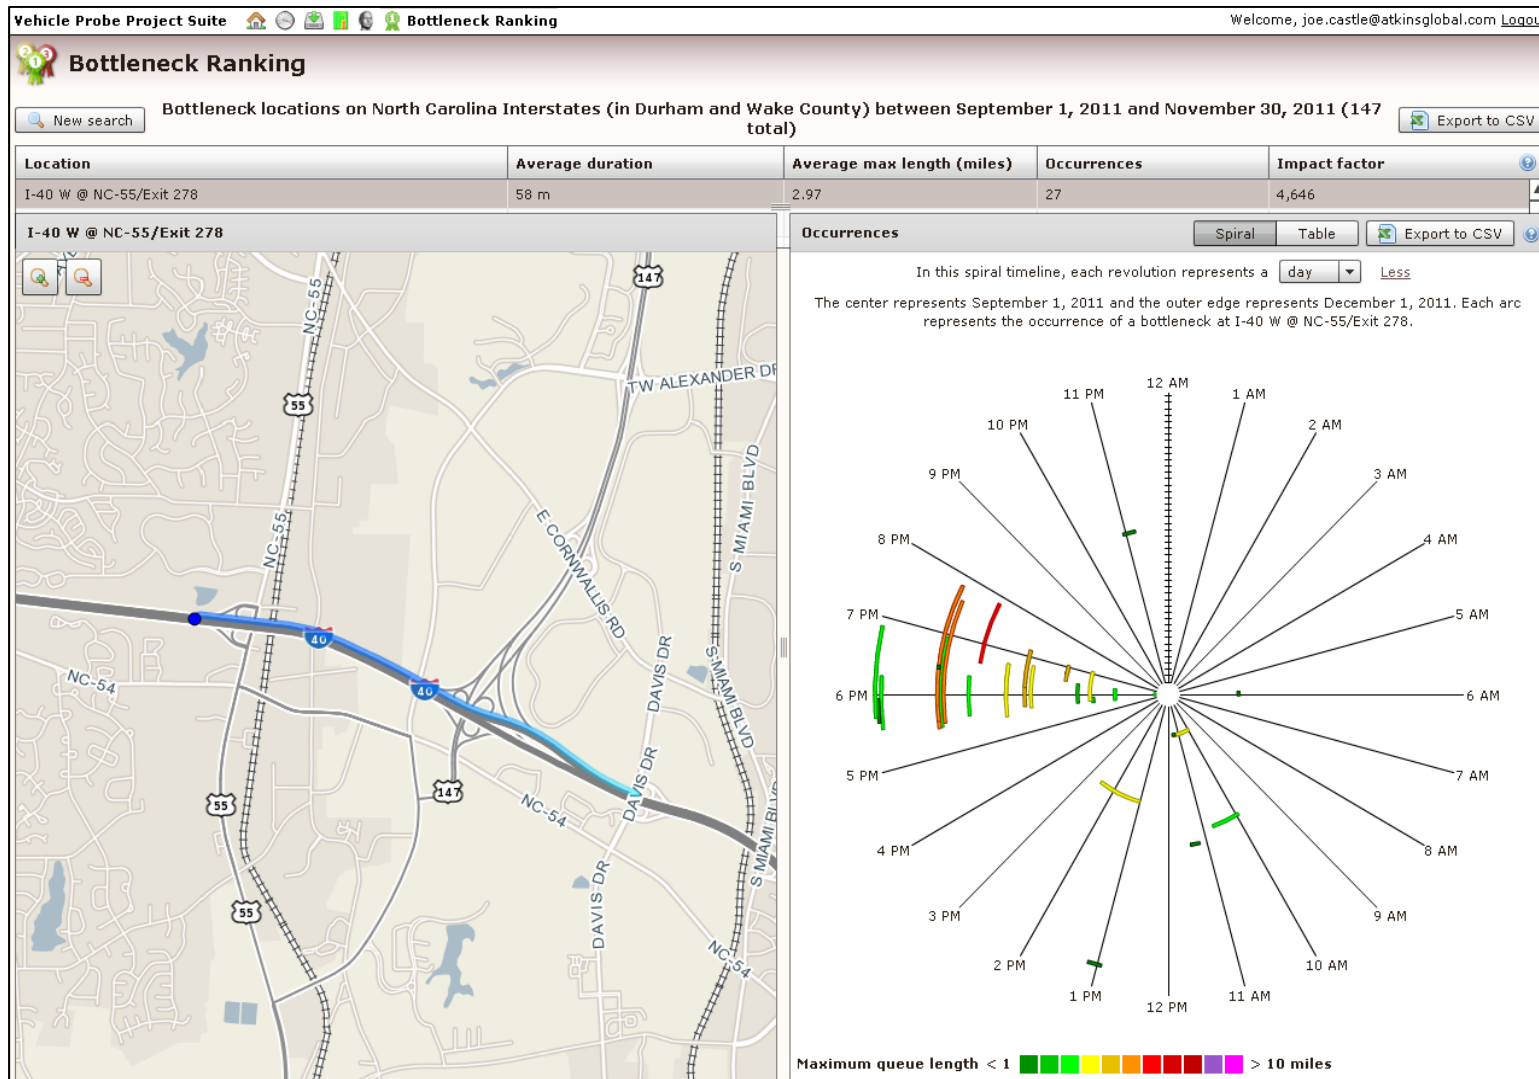 Vehicle Probe Project Suite
Bottleneck Ranking
Welcome, joe.castle@atkinsglobal.com
Bottleneck Ranking
New search
Bottleneck locations on North Carolina Interstates (in Durham and Wake County) between September 1, 2011 and November 30, 2011 (147
total)
Export to CSV
Location
Average duration
Average max length (miles)
Occurrences
Impact factor
I-40 W @ NC-55/Exit 278
58 m
2.97
27
4,646
I-40 W @ NC-55/Exit 278
NC-55
147
TW ALEXANDER
55
S MIAMI BLVD
NC-55
E CORNWALLIS RD
40
DAVIS DR
S MIAMI BLVD
NC-54
40
147
55
NC-54
DAVIS DR
S MIAMI
DAVIS DR
55
NC-54
Occurrences
Spiral
Table
Export to CSV
In this spiral timeline, each revolution represents a day Less
The center represents September 1, 2011 and the outer edge represents December 1, 2011. Each arc
represents the occurrence of a bottleneck at I-40 W @ NC-55/Exit 278.
12 AM
1 AM
2 AM
3 AM
4 AM
5 AM
6 AM
7 AM
8 AM
9 AM
10 AM
11 AM
12 PM
1 PM
2 PM
3 PM
4 PM
5 PM
6 PM
7 PM
8 PM
9 PM
10 PM
11 PM
Maximum queue length < 1
> 10 miles